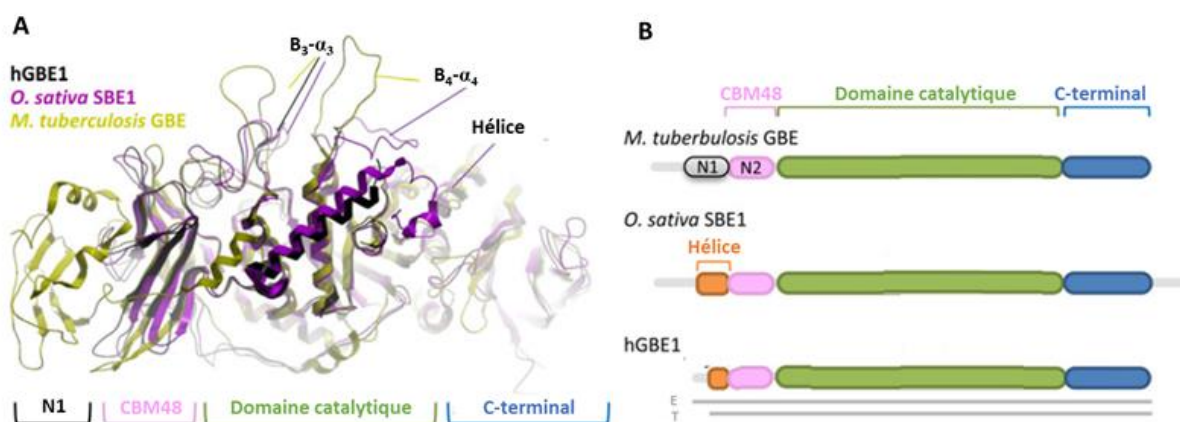 A
hGBE1
O. sativa SBE1
M. tuberculosis GBE
B₃-α₃
B₄-α₄
Hélice
N1
CBM48
Domaine catalytique
C-terminal
B
CBM48
Domaine catalytique
C-terminal
M. tuberbulosis GBE
N1
N2
O. sativa SBE1
Hélice
hGBE1
E
T